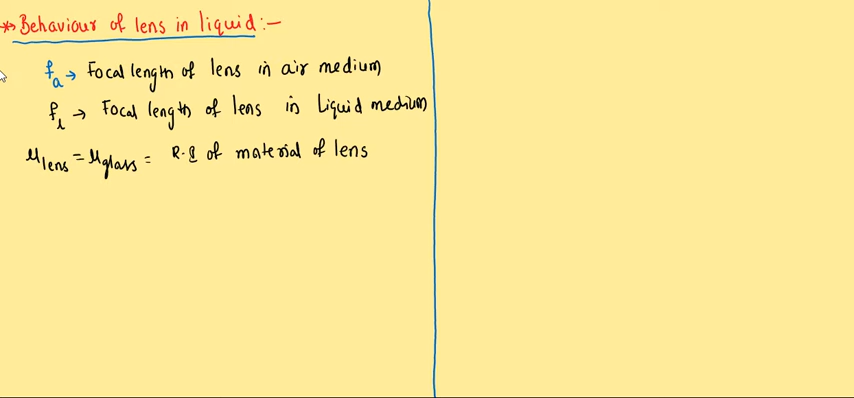 ** Behaviour of lens in liquid :-
fa → Focal length of lens in air medium
fl → Focal length of lens in Liquid medium
μlens = μglass = R.I of material of lens